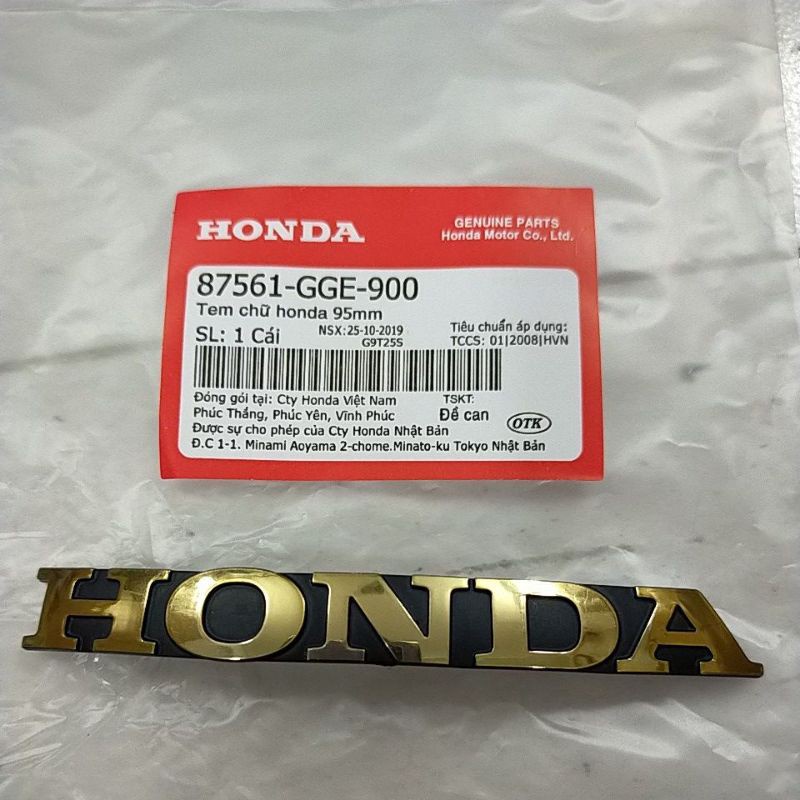 HONDA
GENUINE PARTS
Honda Motor Co., Ltd.
87561-GGE-900
Tem chữ honda 95mm
SL: 1 Cái
NSX:25-10-2019
G9T25S
Tiêu chuẩn áp dụng:
TCCS: 01|2008|HVN
Đóng gói tại: Cty Honda Việt Nam
Phúc Thắng, Phúc Yên, Vĩnh Phúc
TSKT:
Đề can
OTK
Được sự cho phép của Cty Honda Nhật Bản
Đ.C 1-1. Minami Aoyama 2-chome.Minato-ku Tokyo Nhật Bản
HONDA